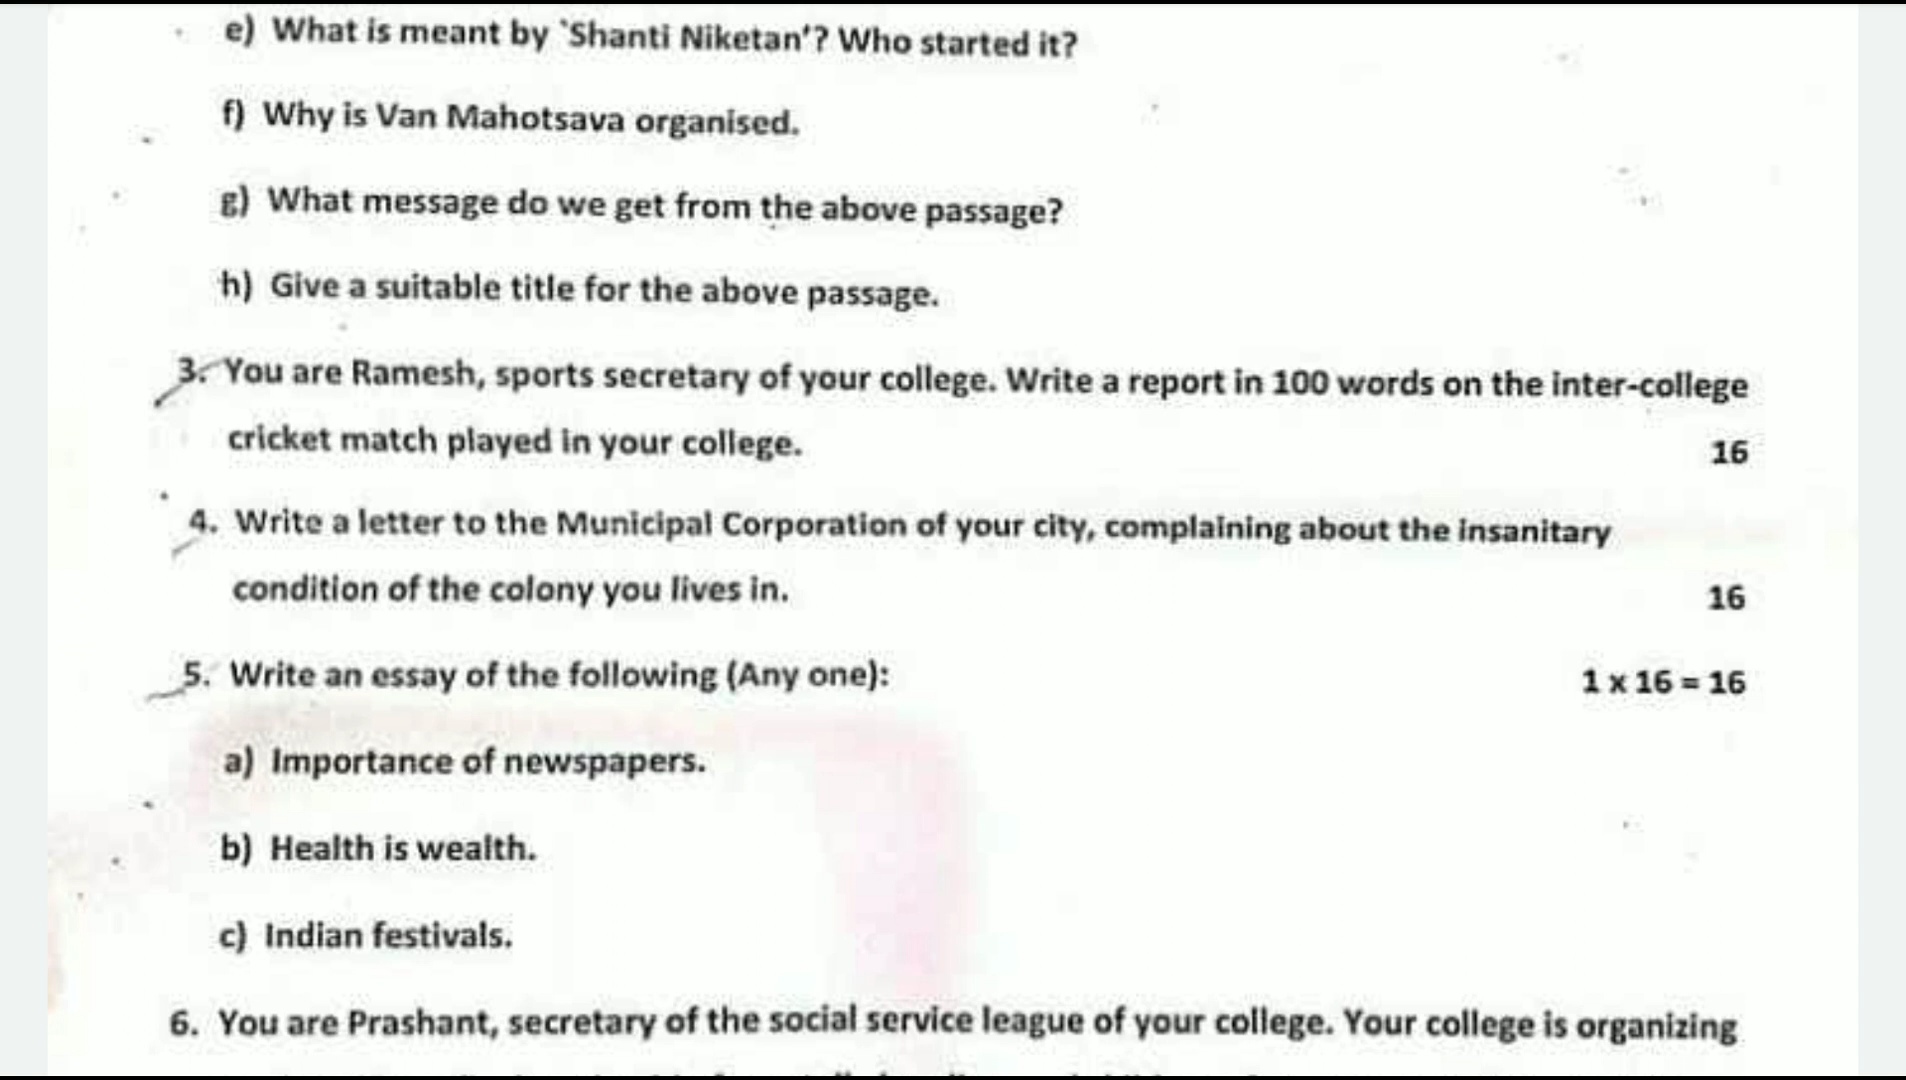 e) What is meant by `Shanti Niketan'? Who started it?
f) Why is Van Mahotsava organised.
g) What message do we get from the above passage?
h) Give a suitable title for the above passage.
3. You are Ramesh, sports secretary of your college. Write a report in 100 words on the inter-college
cricket match played in your college. 16
4. Write a letter to the Municipal Corporation of your city, complaining about the insanitary
condition of the colony you lives in. 16
5. Write an essay of the following (Any one): 1 x 16 = 16
a) Importance of newspapers.
b) Health is wealth.
c) Indian festivals.
6. You are Prashant, secretary of the social service league of your college. Your college is organizing